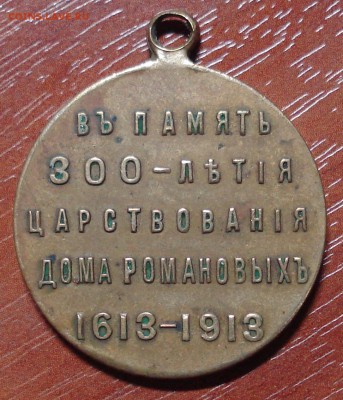 ВЪ ПАМЯТЬ
300-ЛѢТІЯ
ЦАРСТВОВАНІЯ
ДОМА РОМАНОВЫХЪ
1613-1913